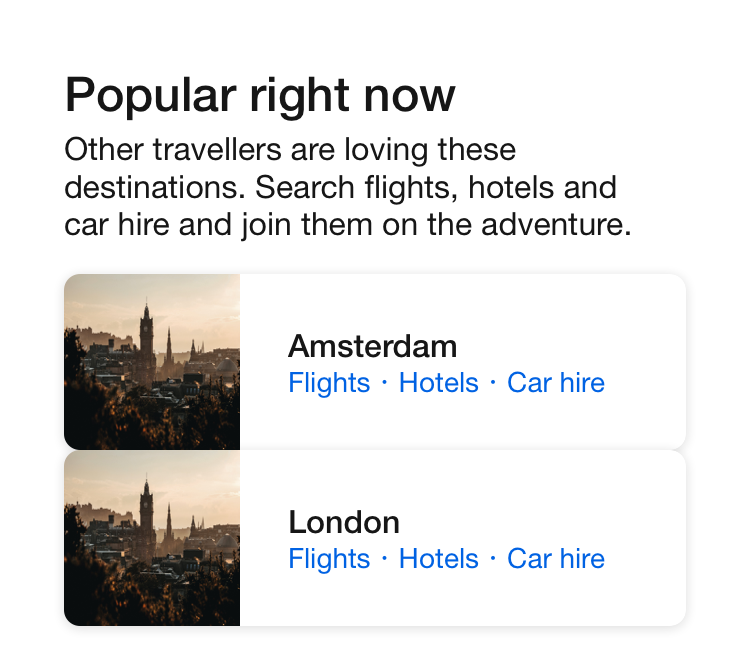 Popular right now
Other travellers are loving these
destinations. Search flights, hotels and
car hire and join them on the adventure.
Amsterdam
Flights · Hotels · Car hire
London
Flights · Hotels · Car hire